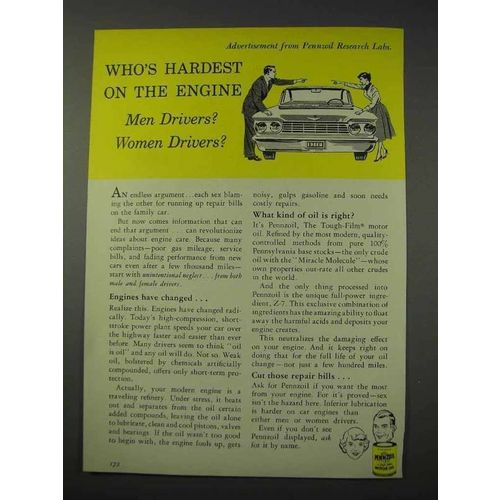 Advertisement from Pennzoil Research Labs.
WHO'S HARDEST
ON THE ENGINE
Men Drivers?
Women Drivers?
AN endless argument...each sex blam-
ing the other for running up repair bills
on the family car.
But now comes information that can
end that argument ... can revolutionize
ideas about engine care. Because many
complaints—poor gas mileage, service
bills, and fading performance from new
cars even after a few thousand miles—
start with unintentional neglect...from both
male and female drivers.
Engines have changed...
Realize this. Engines have changed radi-
cally. Today's high-compression, short-
stroke power plants speed your car over
the highway faster and easier than ever
before. Many drivers seem to think "oil
is oil" and any oil will do. Not so. Weak
oil, bolstered by chemicals artificially
compounded, offers only short-term pro-
tection.
Actually, your modern engine is a
traveling refinery. Under stress, it boats
out and separates from the oil certain
added compounds, leaving the oil alone
to lubricate, clean and cool pistons, valves
and bearings. If the oil wasn't too good
to begin with, the engine fouls up, gets
172
noisy, gulps gasoline and soon needs
costly repairs.
What kind of oil is right?
It's Pennzoil, The Tough-Film® motor
oil. Refined by the most modern, quality-
controlled methods from pure 100%
Pennsylvania base stocks—the only crude
oil with the "Miracle Molecule"—whose
own properties out-rate all other crudes
in the world.
And the only thing processed into
Pennzoil is the unique full-power ingre-
dient, Z-7. This exclusive combination of
ingredients has the amazing ability to float
away the harmful acids and deposits your
engine creates.
This neutralizes the damaging effect
on your engine. And it keeps right on
doing that for the full life of your oil
change – not just a few hundred miles.
Cut those repair bills...
Ask for Pennzoil if you want the most
from your engine. For it's proved—sex
isn't the hazard here. Inferior lubrication
is harder on car engines than
either men or women drivers.
Even if you don't see
Pennzoil displayed, ask
for it by name.
PENNZOIL